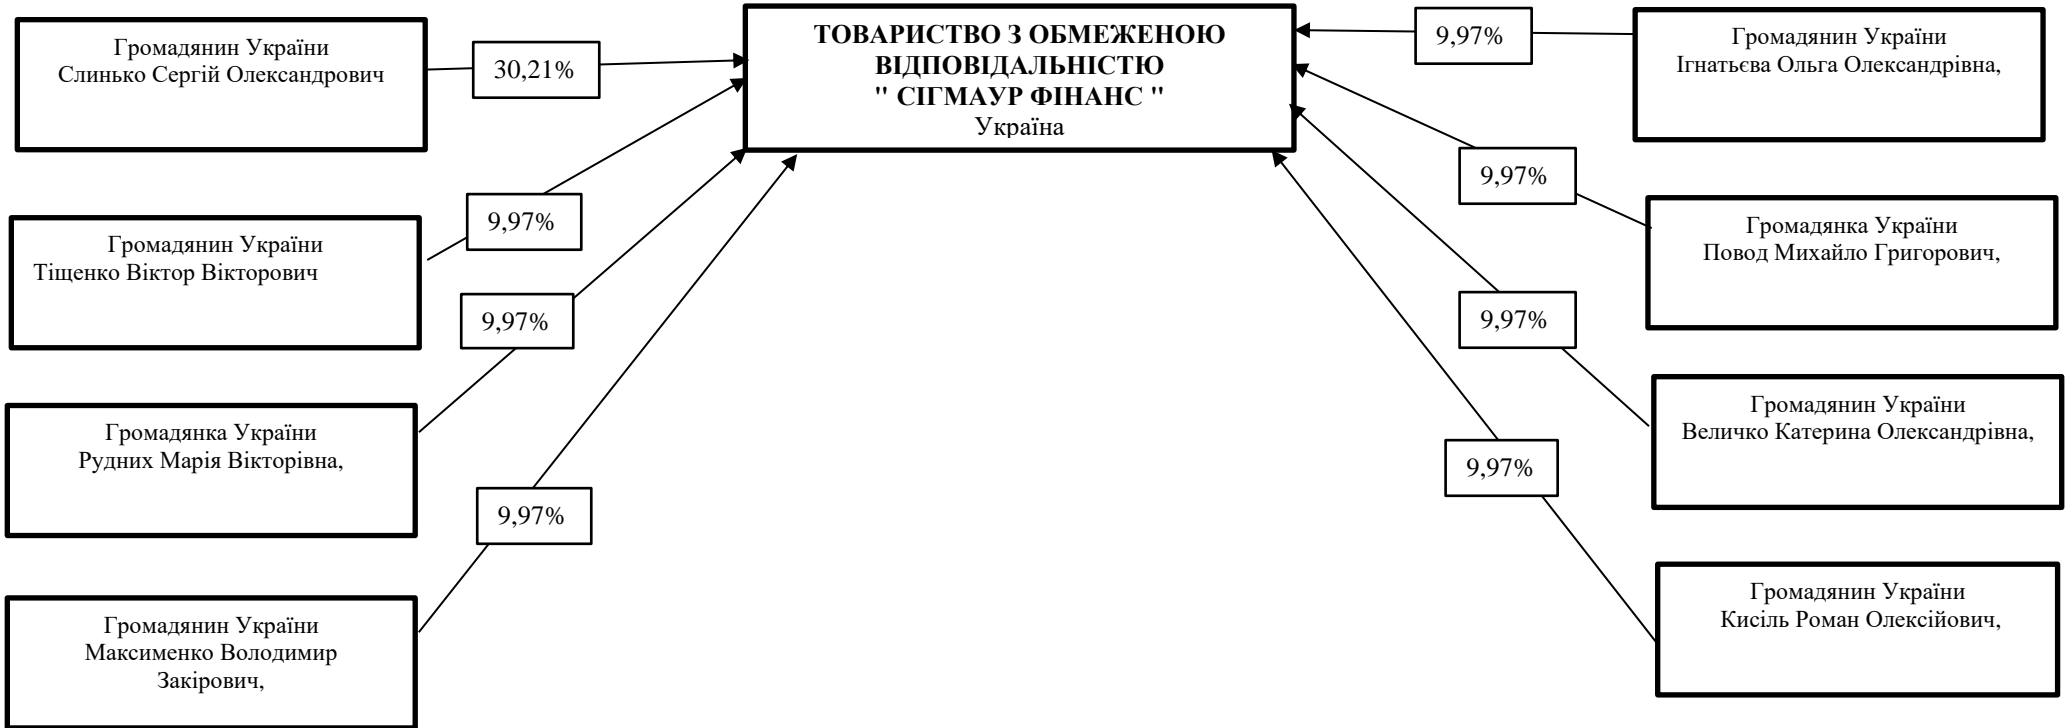 Громадянин України
Слинько Сергій Олександрович
30,21%
ТОВАРИСТВО З ОБМЕЖЕНОЮ
ВІДПОВІДАЛЬНІСТЮ
" СІГМАУР ФІНАНС "
Україна
9,97%
Громадянин України
Ігнатьєва Ольга Олександрівна,
Громадянин України
Тіщенко Віктор Вікторович
9,97%
9,97%
Громадянка України
Повод Михайло Григорович,
Громадянка України
Рудних Марія Вікторівна,
9,97%
9,97%
Громадянин України
Величко Катерина Олександрівна,
Громадянин України
Максименко Володимир
Закірович,
9,97%
9,97%
Громадянин України
Кисіль Роман Олексійович,